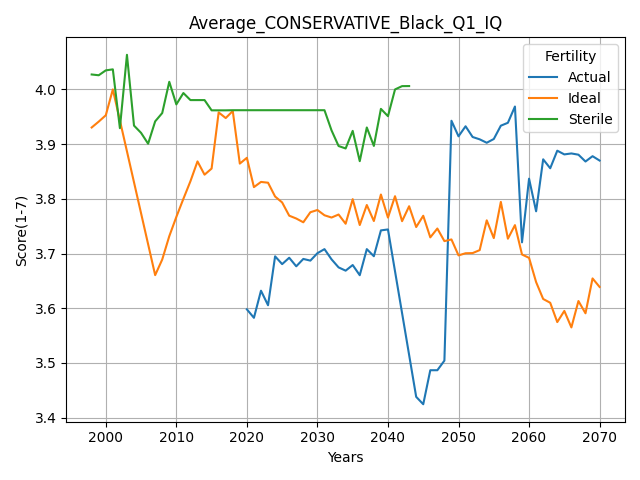 Average_CONSERVATIVE_Black_Q1_IQ
Fertility
Actual
Ideal
Sterile
Score(1-7)
4.0
3.9
3.8
3.7
3.6
3.5
3.4
2000 2010 2020 2030 2040 2050 2060 2070
Years